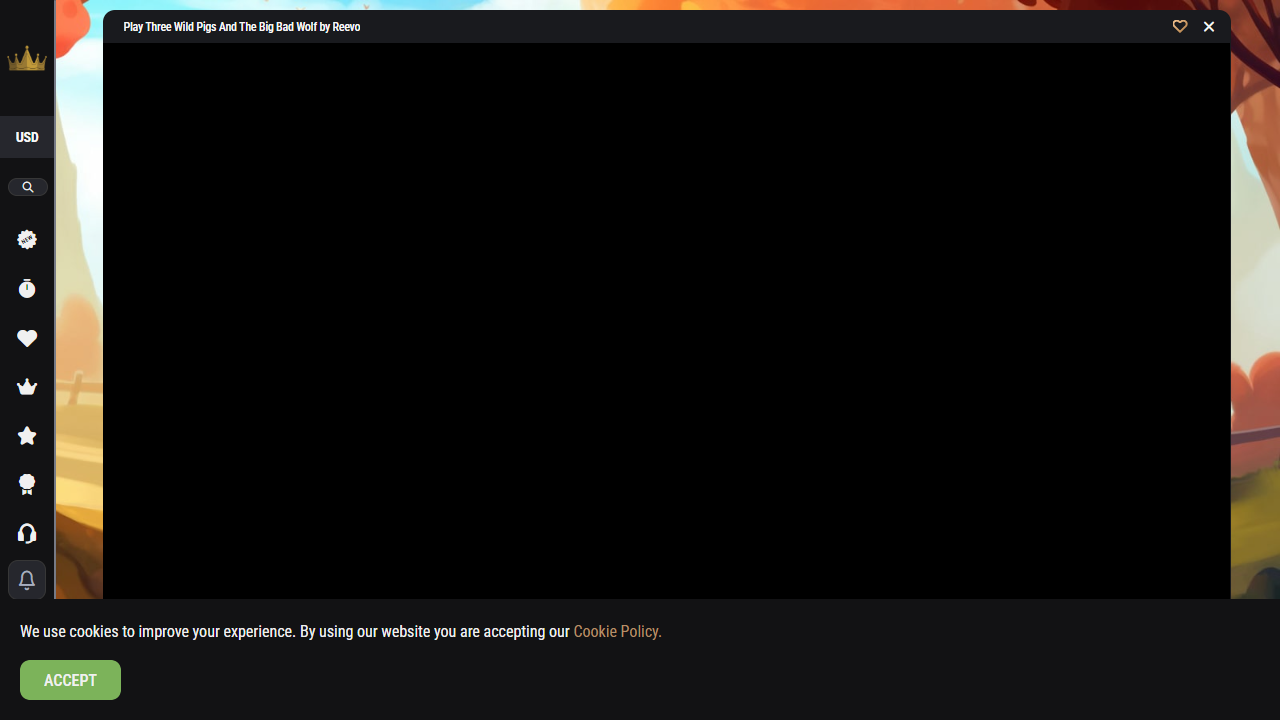 Play Three Wild Pigs And The Big Bad Wolf by Reevo
USD
NEW
We use cookies to improve your experience. By using our website you are accepting our Cookie Policy.
ACCEPT